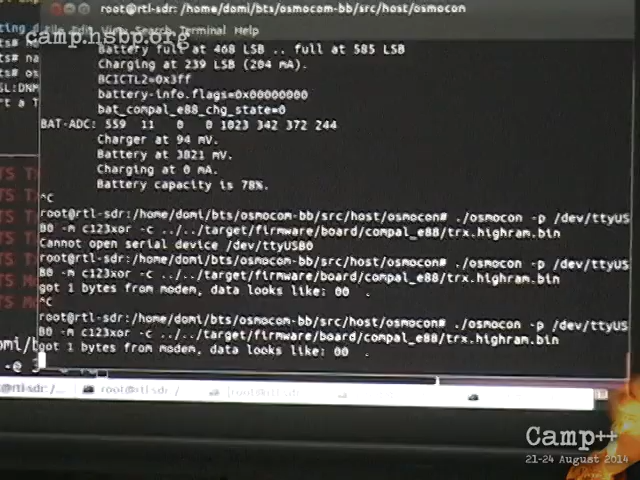 root@rtl-sdr: /home/domi/bts/osmocom-bb/src/host/osmocon
File Edit View Search Terminal Help
camp.hsbp.org
Battery full at 468 LSB .. full at 585 LSB
Charging at 239 LSB (204 mA).
BCICTL2=0x3ff
battery-info.flags=0x00000000
bat_compal_e88_chg_state=0
BAT-ADC: 559 11 0 0 1023 342 372 244
Charger at 94 mV.
Battery at 3821 mV.
Charging at 0 mA.
Battery capacity is 78%.
^C
root@rtl-sdr:/home/domi/bts/osmocom-bb/src/host/osmocon# ./osmocon -p /dev/ttyUS
B0 -m c123xor -c ../../target/firmware/board/compal_e88/trx.highram.bin
Cannot open serial device /dev/ttyUSB0
root@rtl-sdr:/home/domi/bts/osmocom-bb/src/host/osmocon# ./osmocon -p /dev/ttyUS
B0 -m c123xor -c ../../target/firmware/board/compal_e88/trx.highram.bin
got 1 bytes from modem, data looks like: 00 .
^C
root@rtl-sdr:/home/domi/bts/osmocom-bb/src/host/osmocon# ./osmocon -p /dev/ttyUS
B0 -m c123xor -c ../../target/firmware/board/compal_e88/trx.highram.bin
got 1 bytes from modem, data looks like: 00 .
Camp++
21-24 August 2014